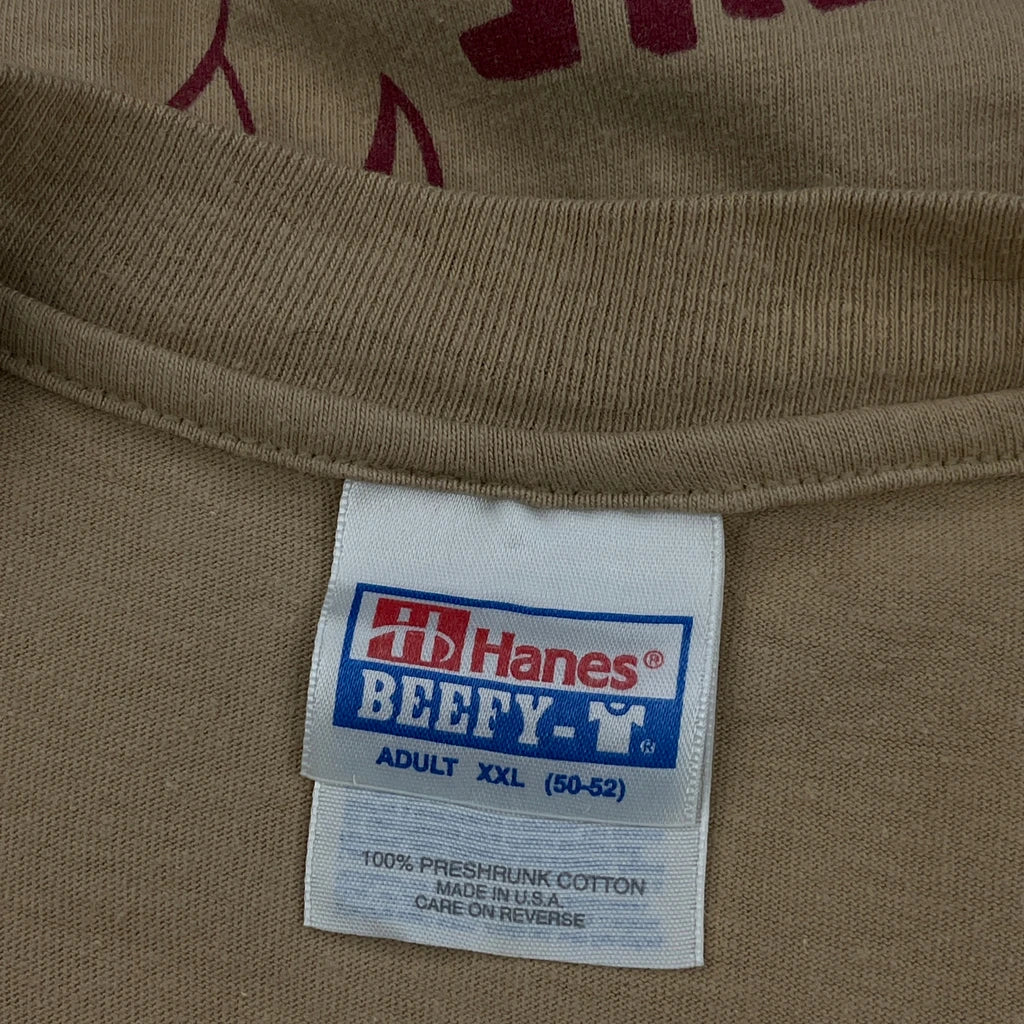 Hanes®
BEEFY-T®
ADULT XXL (50-52)
100% PRESHRUNK COTTON
MADE IN U.S.A.
CARE ON REVERSE